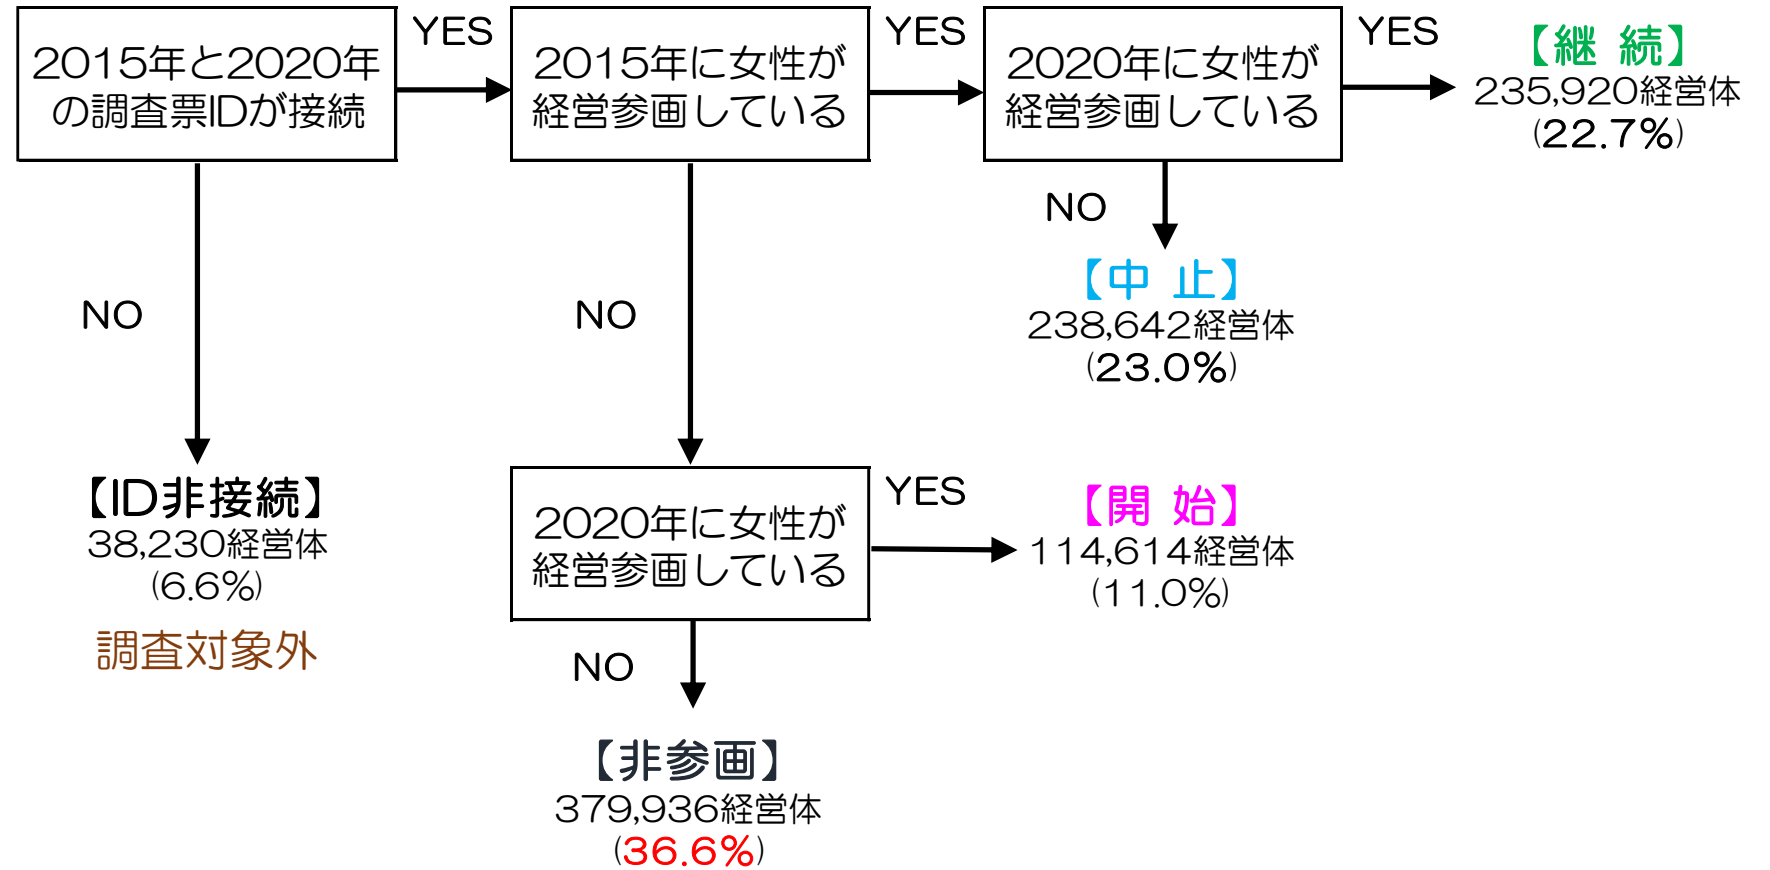 2015年と2020年
の調査票IDが接続
YES
2015年に女性が
経営参画している
YES
2020年に女性が
経営参画している
YES
【継 続】
235,920経営体
(22.7%)
NO
【中 止】
238,642経営体
(23.0%)
NO
【ID非接続】
38,230経営体
(6.6%)
調査対象外
NO
2020年に女性が
経営参画している
YES
【開 始】
114,614経営体
(11.0%)
NO
【非参画】
379,936経営体
(36.6%)